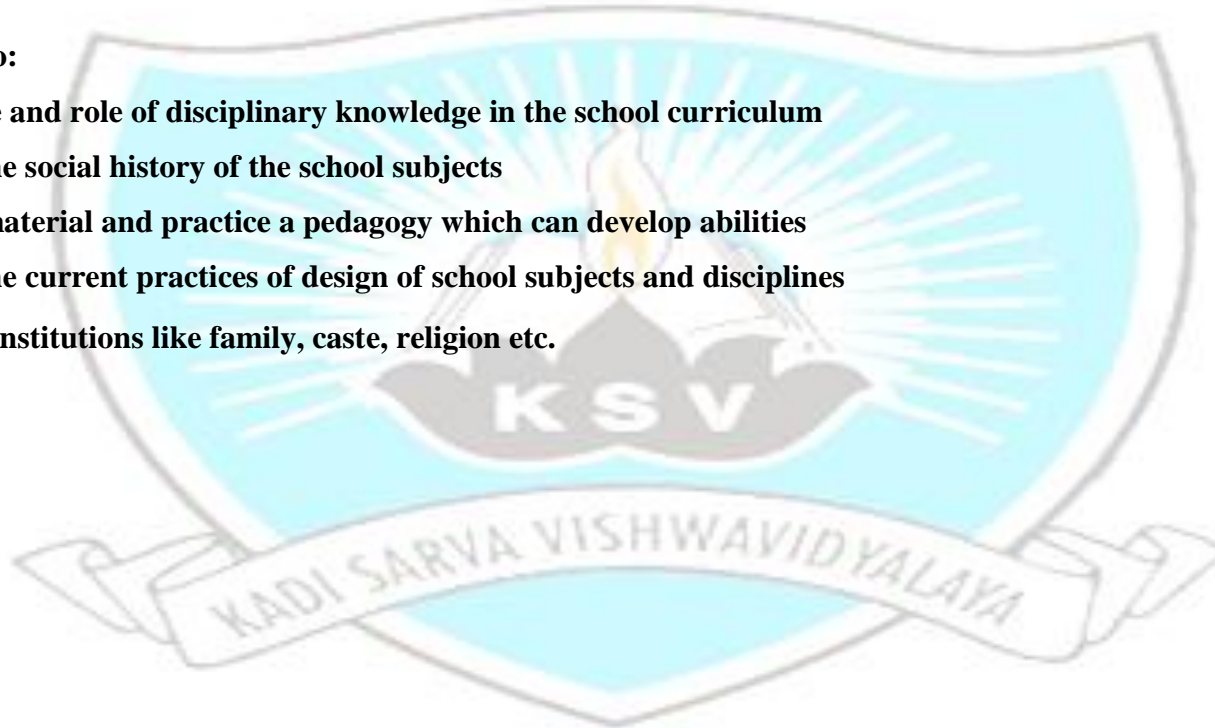 o:
e and role of disciplinary knowledge in the school curriculum
ne social history of the school subjects
naterial and practice a pedagogy which can develop abilities
ne current practices of design of school subjects and disciplines
nstitutions like family, caste, religion etc.
KSV
KADI SARVA VISHWAVIDYALAYA